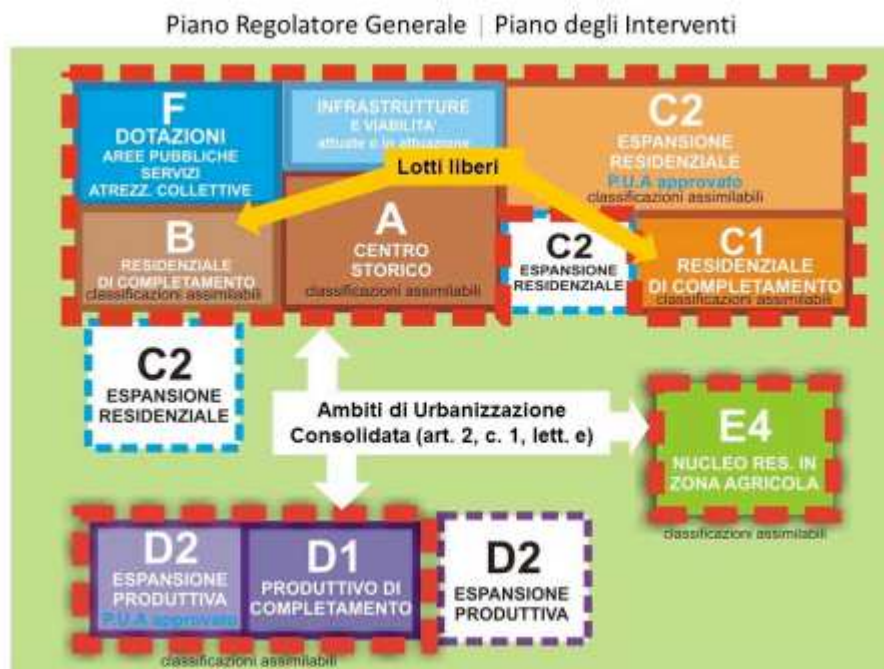 Piano Regolatore Generale | Piano degli Interventi
F
DOTAZIONI
AREE PUBBLICHE
SERVIZI
ATREZZ. COLLETTIVE
INFRASTRUTTURE
E VIABILITA'
attuate o in attuazione
C2
ESPANSIONE
RESIDENZIALE
P.U.A approvato
classificazioni assimilabili
Lotti liberi
B
RESIDENZIALE
DI COMPLETAMENTO
classificazioni assimilabili
A
CENTRO
STORICO
classificazioni assimilabili
C2
ESPANSIONE
RESIDENZIALE
C1
RESIDENZIALE
DI COMPLETAMENTO
classificazioni assimilabili
C2
ESPANSIONE
RESIDENZIALE
Ambiti di Urbanizzazione
Consolidata (art. 2, c. 1, lett. e)
E4
NUCLEO RES. IN
ZONA AGRICOLA
classificazioni assimilabili
D2
ESPANSIONE
PRODUTTIVA
P.U.A approvato
D1
PRODUTTIVO DI
COMPLETAMENTO
classificazioni assimilabili
D2
ESPANSIONE
PRODUTTIVA